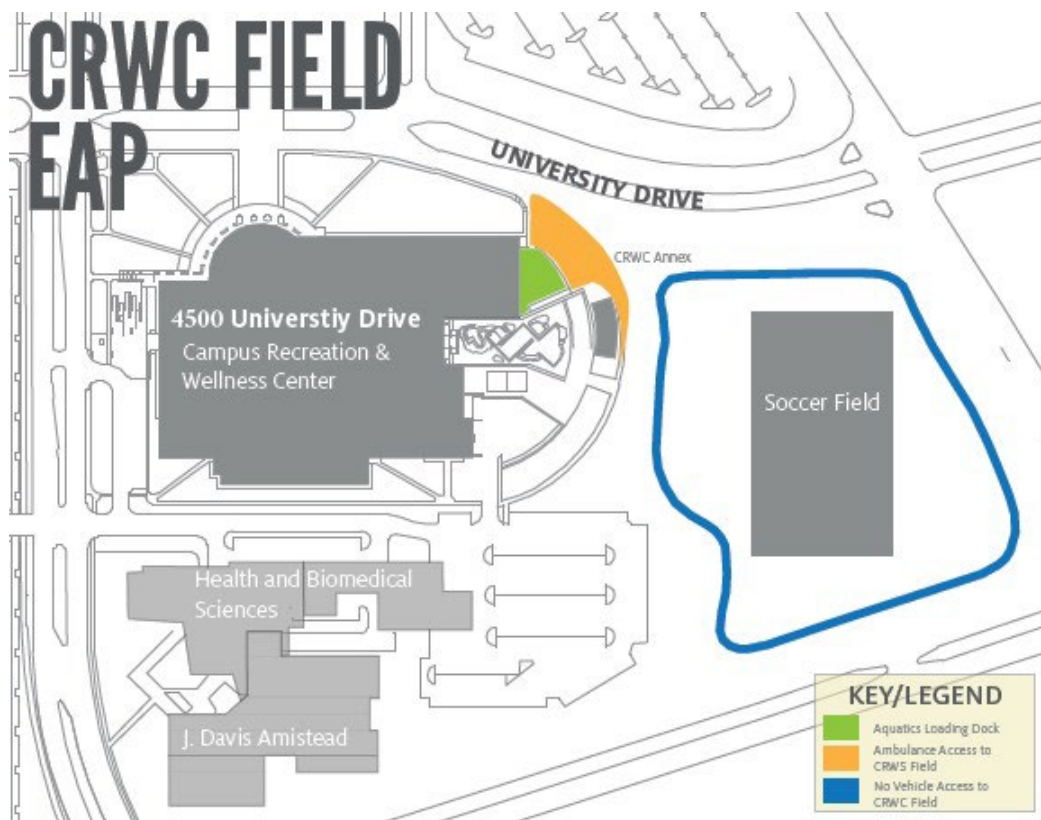 CRWC FIELD
EAP
UNIVERSITY DRIVE
CRWC Annex
4500 Universtiy Drive
Campus Recreation &
Wellness Center
Soccer Field
Health and Biomedical
Sciences
J. Davis Amistead
KEY/LEGEND
Aquatics Loading Dock
Ambulance Access to
CRWS Field
No Vehicle Access to
CRWC Field